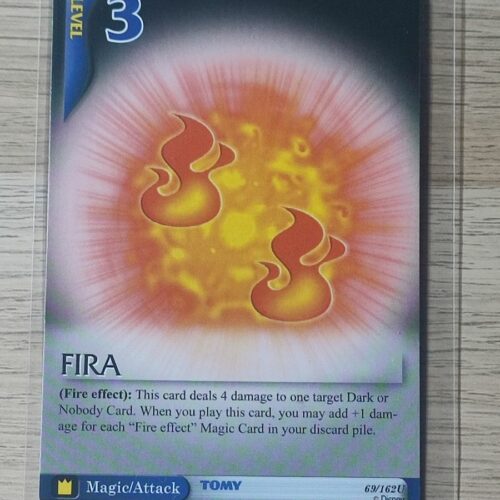 LEVEL
3
FIRA
(Fire effect): This card deals 4 damage to one target Dark or
Nobody Card. When you play this card, you may add +1 dam-
age for each “Fire effect” Magic Card in your discard pile.
Magic/Attack TOMY 69/162U
© Disney